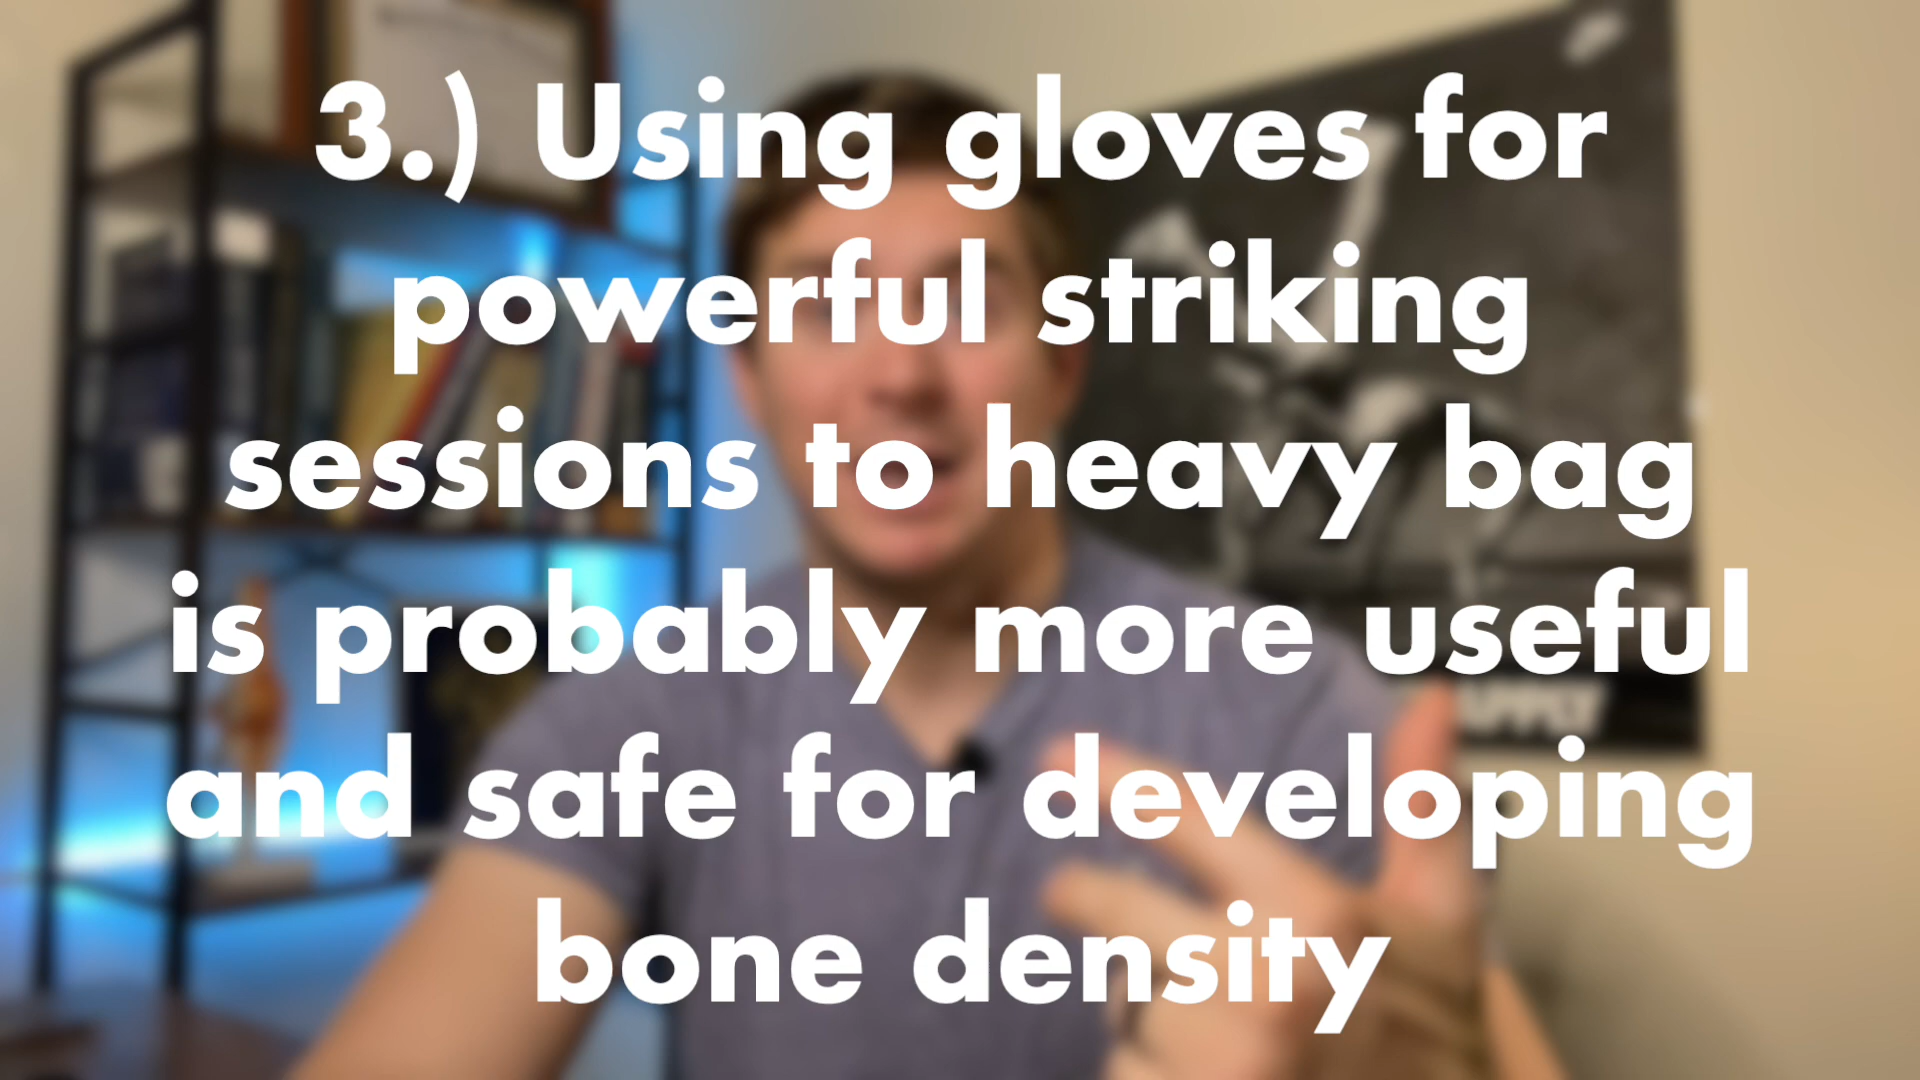 3.) Using gloves for
powerful striking
sessions to heavy bag
is probably more useful
and safe for developing
bone density
APPLY